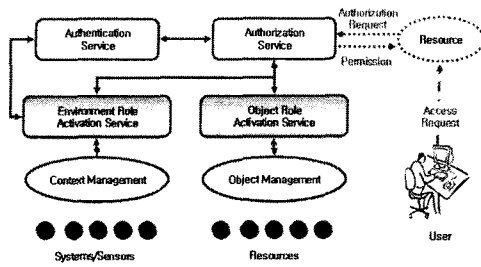 Authentication
Service
Authorization
Service
Authorization
Request
Permission
Resource
Environment Role
Activation Service
Object Role
Activation Service
Access
Request
Context Management
Object Management
User
Systems/Sensors
Resources